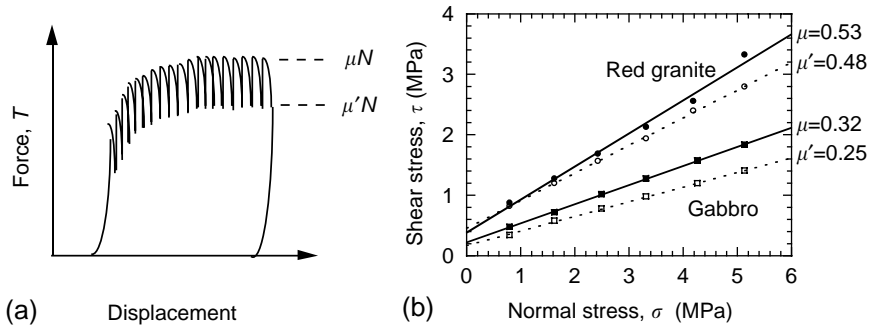 Force, T
μN
μ′N
Displacement
(a)
Shear stress, τ (MPa)
4
3
2
1
0
0 1 2 3 4 5 6
Normal stress, σ (MPa)
Red granite
Gabbro
μ=0.53
μ′=0.48
μ=0.32
μ′=0.25
(b)